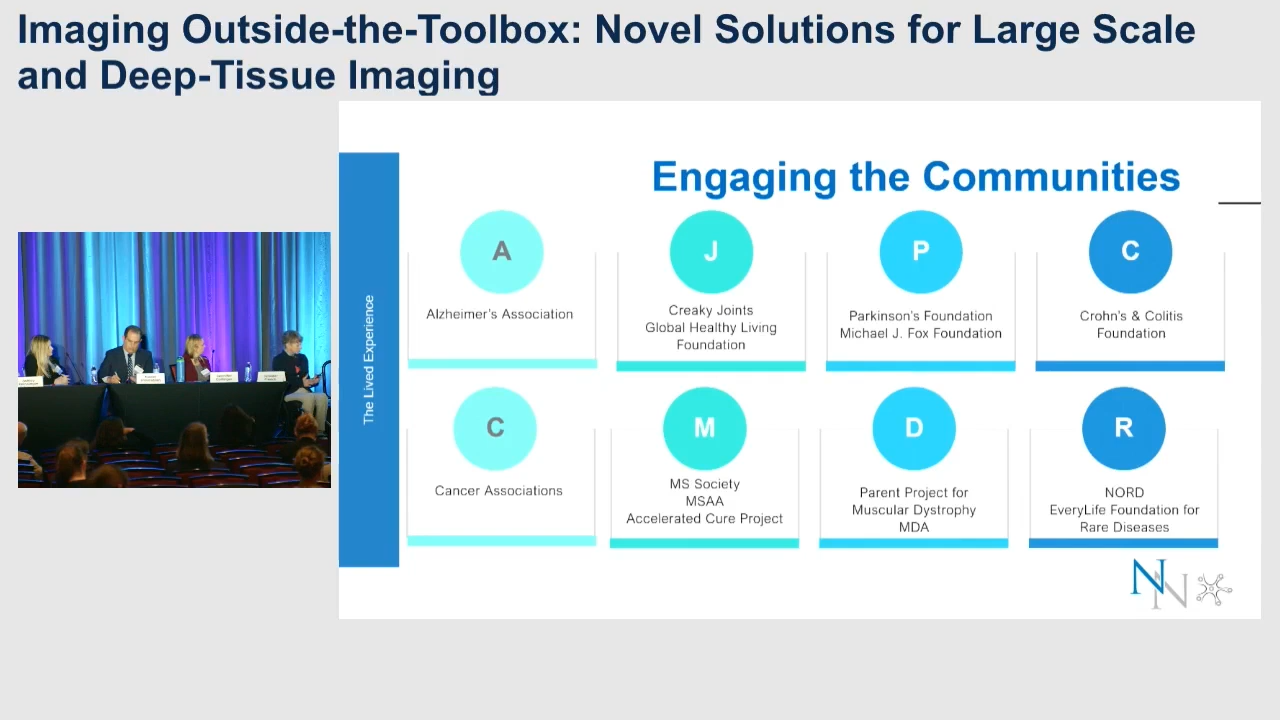 Imaging Outside-the-Toolbox: Novel Solutions for Large Scale
and Deep-Tissue Imaging
Engaging the Communities
The Lived Experience
A
Alzheimer's Association
J
Creaky Joints
Global Healthy Living
Foundation
P
Parkinson's Foundation
Michael J. Fox Foundation
C
Crohn's & Colitis
Foundation
C
Cancer Associations
M
MS Society
MSAA
Accelerated Cure Project
D
Parent Project for
Muscular Dystrophy
MDA
R
NORD
EveryLife Foundation for
Rare Diseases
NN